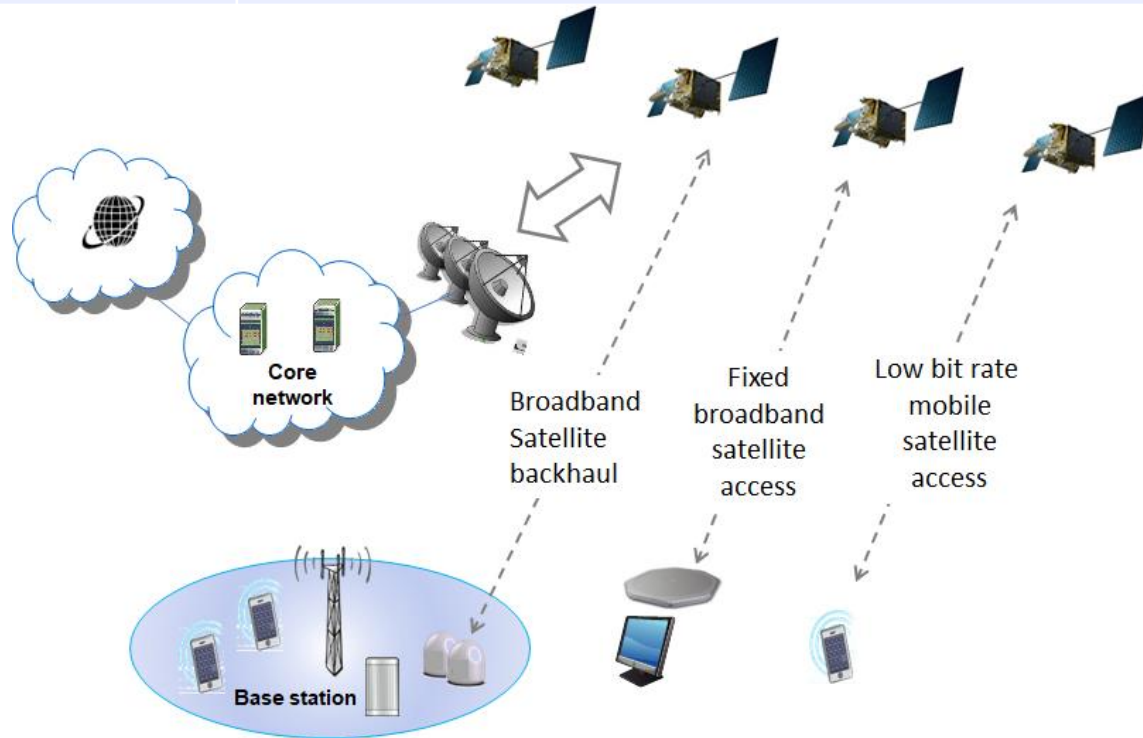 Core
network
Broadband
Satellite
backhaul
Fixed
broadband
satellite
access
Low bit rate
mobile
satellite
access
Base station